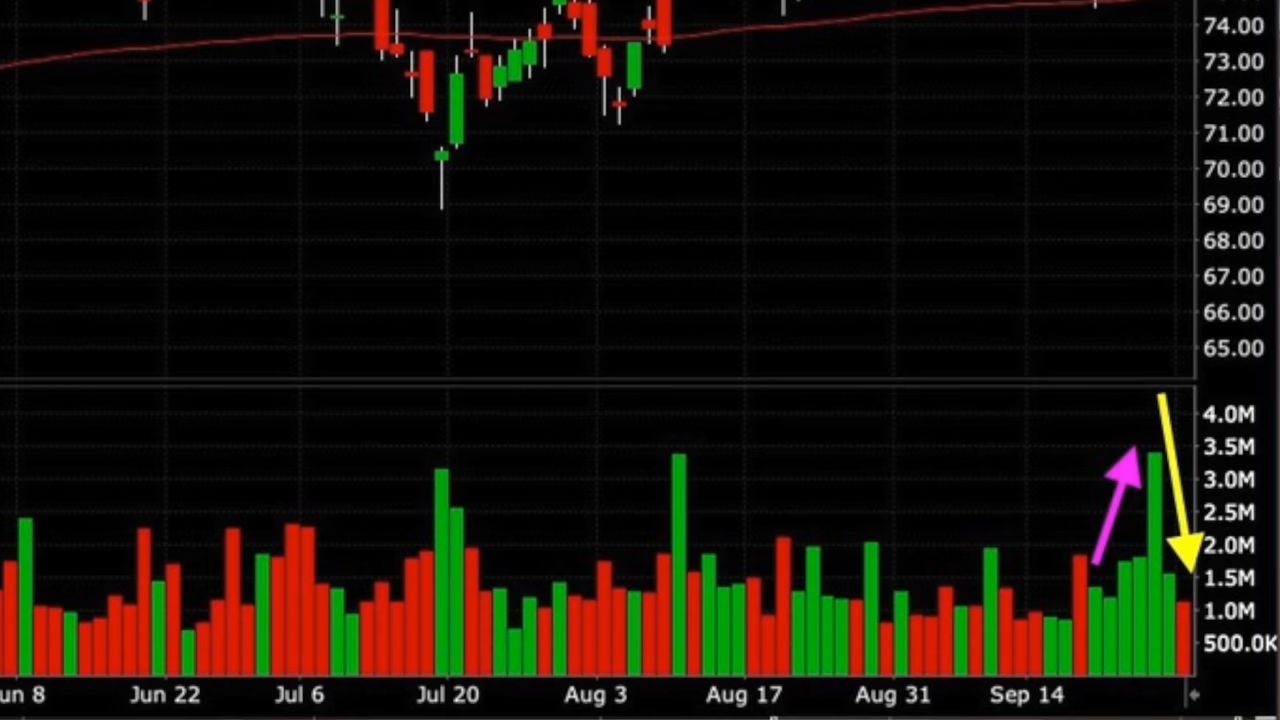 74.00
73.00
72.00
71.00
70.00
69.00
68.00
67.00
66.00
65.00
4.0M
3.5M
3.0M
2.5M
2.0M
1.5M
1.0M
500.0K
un 8 Jun 22 Jul 6 Jul 20 Aug 3 Aug 17 Aug 31 Sep 14